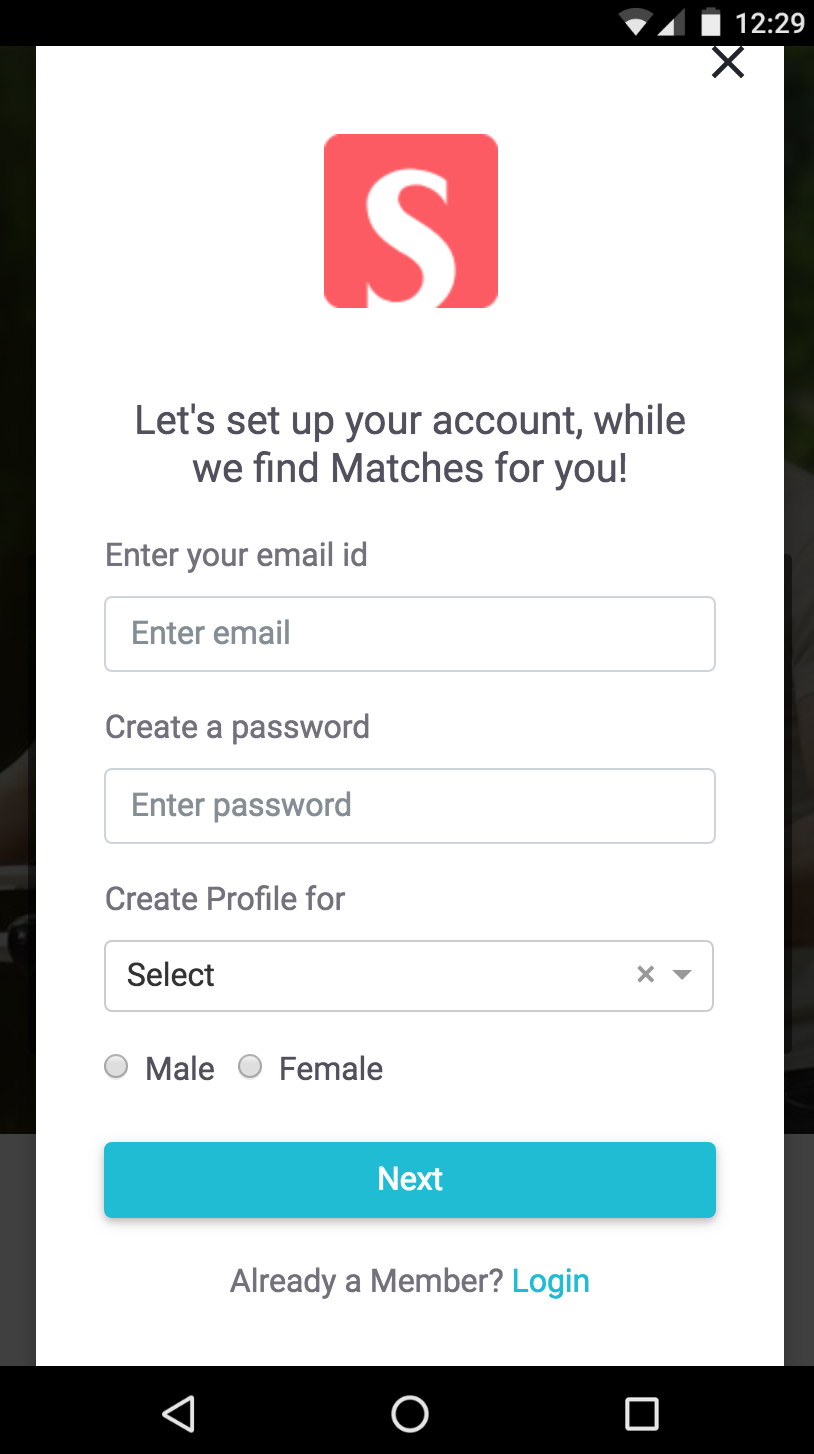 12:29
S
Let's set up your account, while
we find Matches for you!
Enter your email id
Enter email
Create a password
Enter password
Create Profile for
Select
Male Female
Next
Already a Member? Login